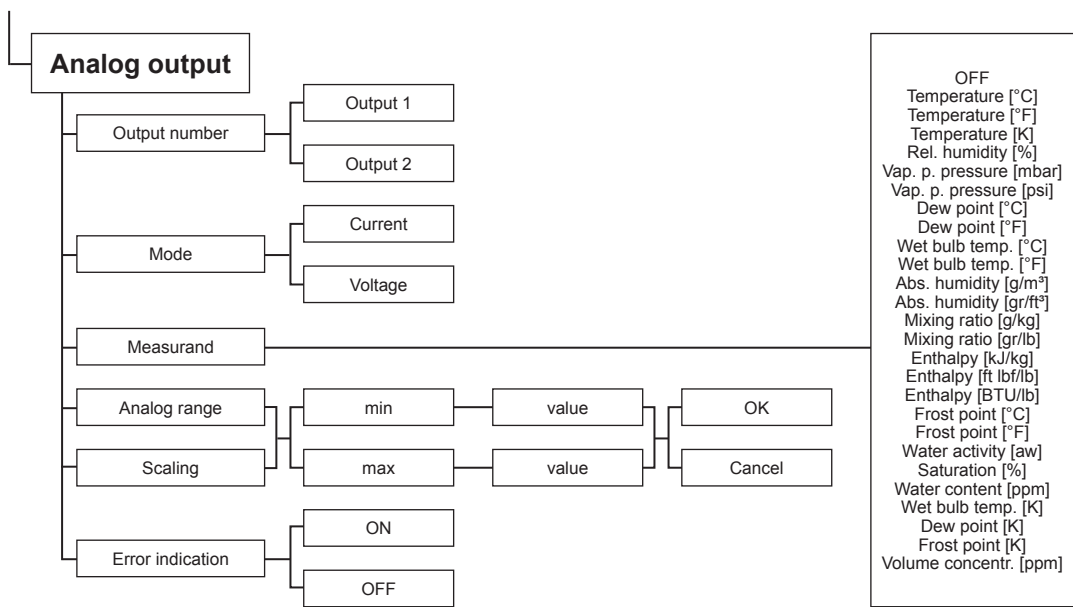 Analog output
Output number
Output 1
Output 2
Mode
Current
Voltage
Measurand
Analog range
Scaling
min
value
OK
max
value
Cancel
Error indication
ON
OFF
OFF
Temperature [°C]
Temperature [°F]
Temperature [K]
Rel. humidity [%]
Vap. p. pressure [mbar]
Vap. p. pressure [psi]
Dew point [°C]
Dew point [°F]
Wet bulb temp. [°C]
Wet bulb temp. [°F]
Abs. humidity [g/m³]
Abs. humidity [gr/ft³]
Mixing ratio [g/kg]
Mixing ratio [gr/lb]
Enthalpy [kJ/kg]
Enthalpy [ft lbf/lb]
Enthalpy [BTU/lb]
Frost point [°C]
Frost point [°F]
Water activity [aw]
Saturation [%]
Water content [ppm]
Wet bulb temp. [K]
Dew point [K]
Frost point [K]
Volume concentr. [ppm]